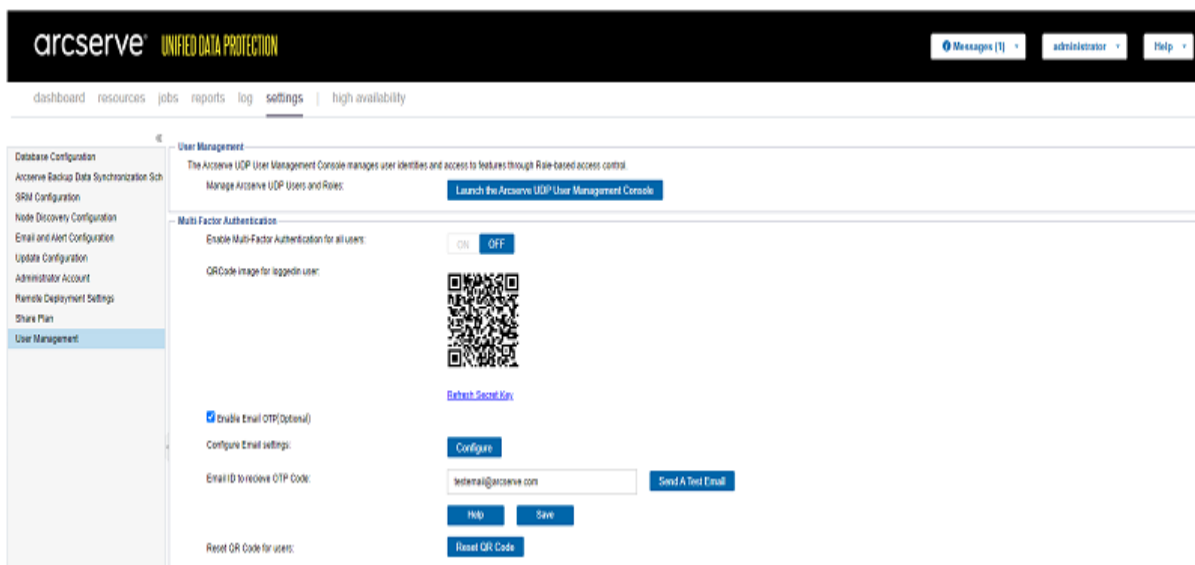 arcserve® UNIFIED DATA PROTECTION
Messages (1)
administrator
Help
dashboard resources jobs reports log settings | high availability
Database Configuration
Arcserve Backup Data Synchronization Sch
SRM Configuration
Node Discovery Configuration
Email and Alert Configuration
Update Configuration
Administrator Account
Remote Deployment Settings
Share Plan
User Management
User Management
The Arcserve UDP User Management Console manages user identities and access to features through Role-based access control.
Manage Arcserve UDP Users and Roles:
Launch the Arcserve UDP User Management Console
Multi Factor Authentication
Enable Multi-Factor Authentication for all users:
ON OFF
QRCode image for loggedin user:
Refresh Secret Key
Enable Email OTP(Optional)
Configure Email settings:
Configure
Email ID to recieve OTP Code:
testemail@arcserve.com
Send A Test Email
Help
Save
Reset QR Code for users:
Reset QR Code